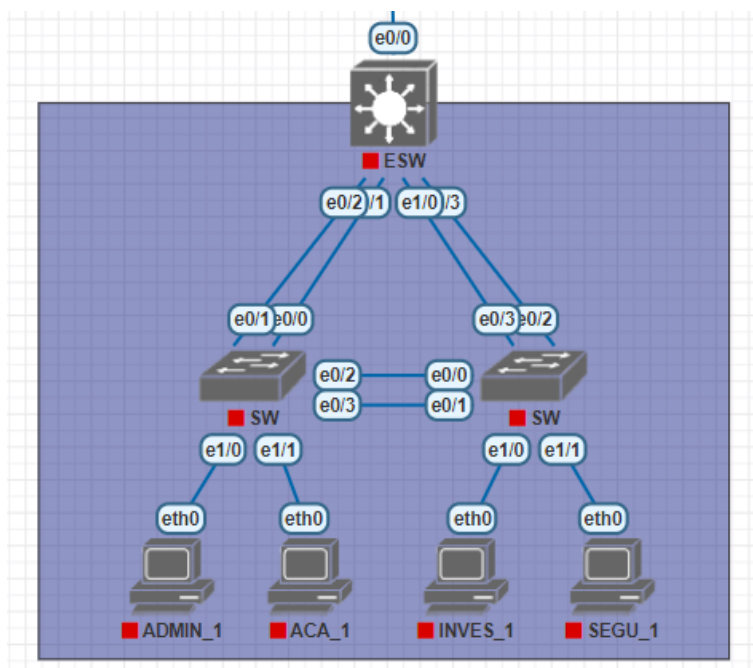 e0/0
ESW
e0/2 /1 e1/0 /3
e0/1 e0/0 e0/3 e0/2
e0/2 e0/0
e0/3 e0/1
SW SW
e1/0 e1/1 e1/0 e1/1
eth0 eth0 eth0 eth0
ADMIN_1 ACA_1 INVES_1 SEGU_1